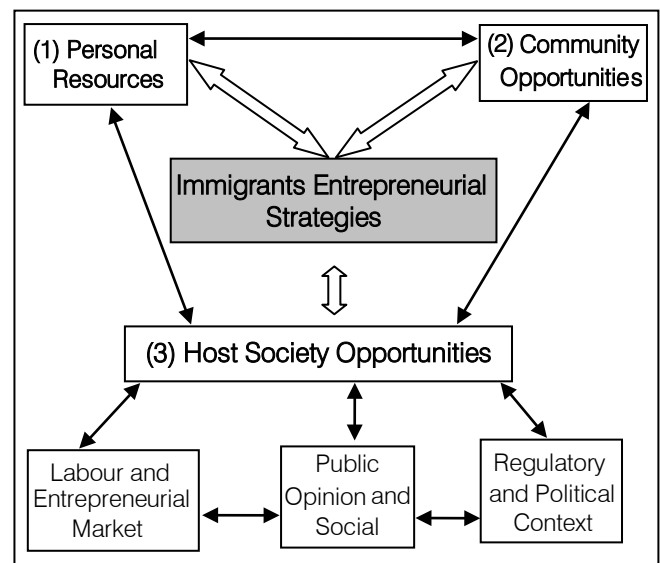 (1) Personal
Resources
(2) Community
Opportunities
Immigrants Entrepreneurial
Strategies
(3) Host Society Opportunities
Labour and
Entrepreneurial
Market
Public
Opinion and
Social
Regulatory
and Political
Context